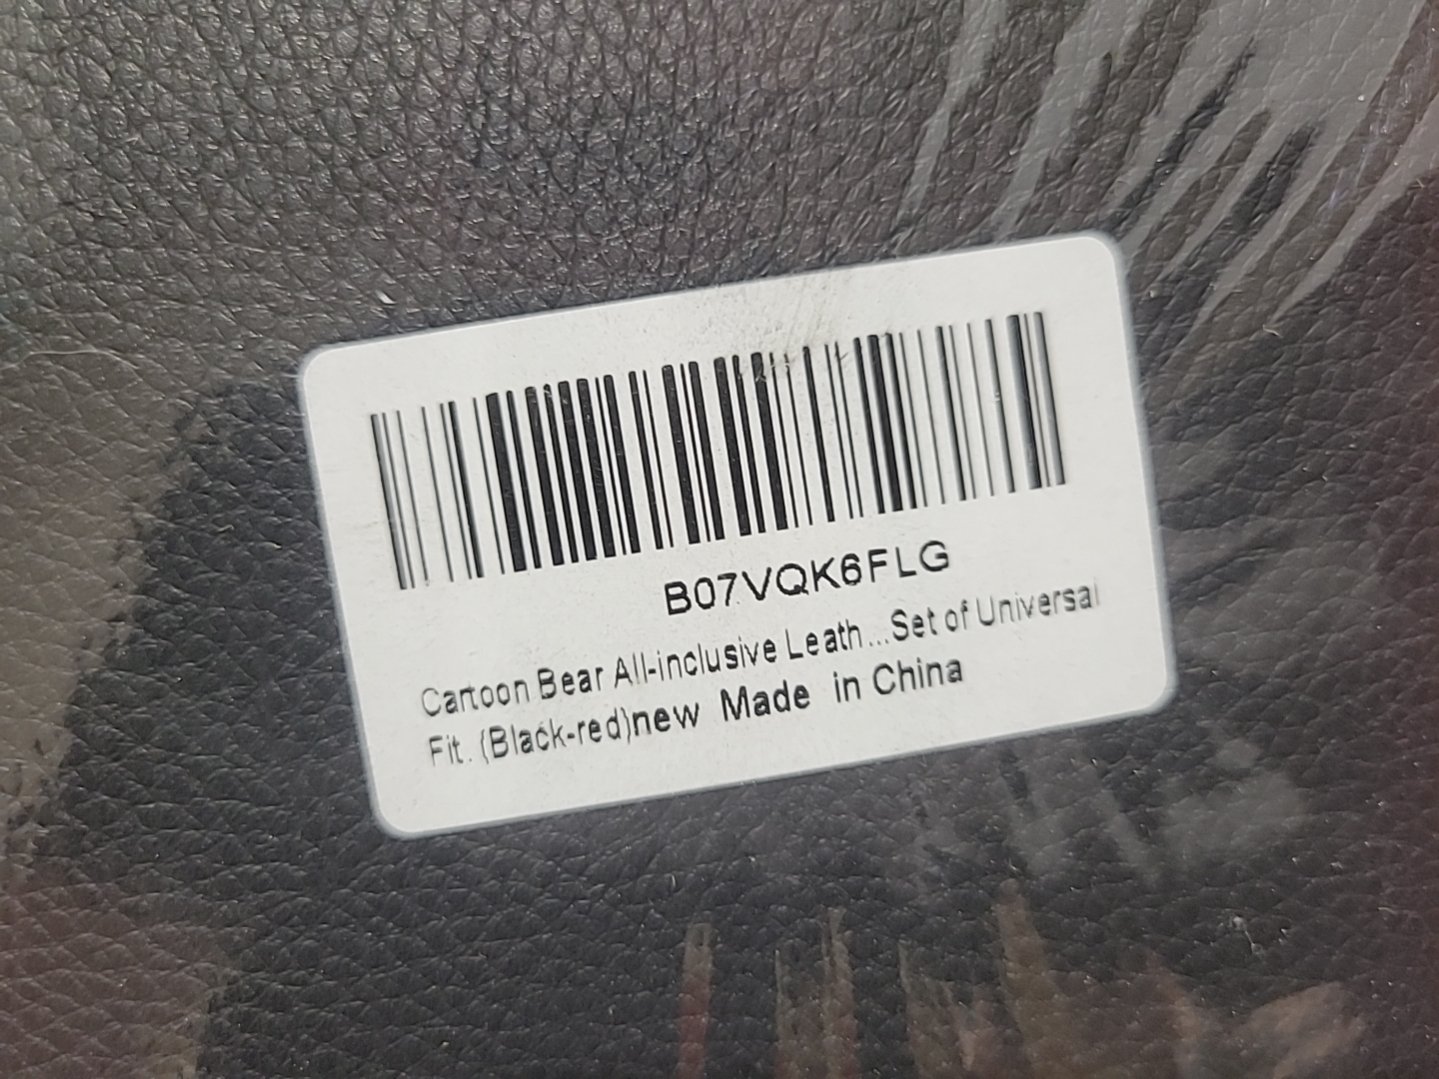 B07VQK6FLG
Cartoon Bear All-inclusive Leath...Set of Universal
Fit. (Black-red)new Made in China